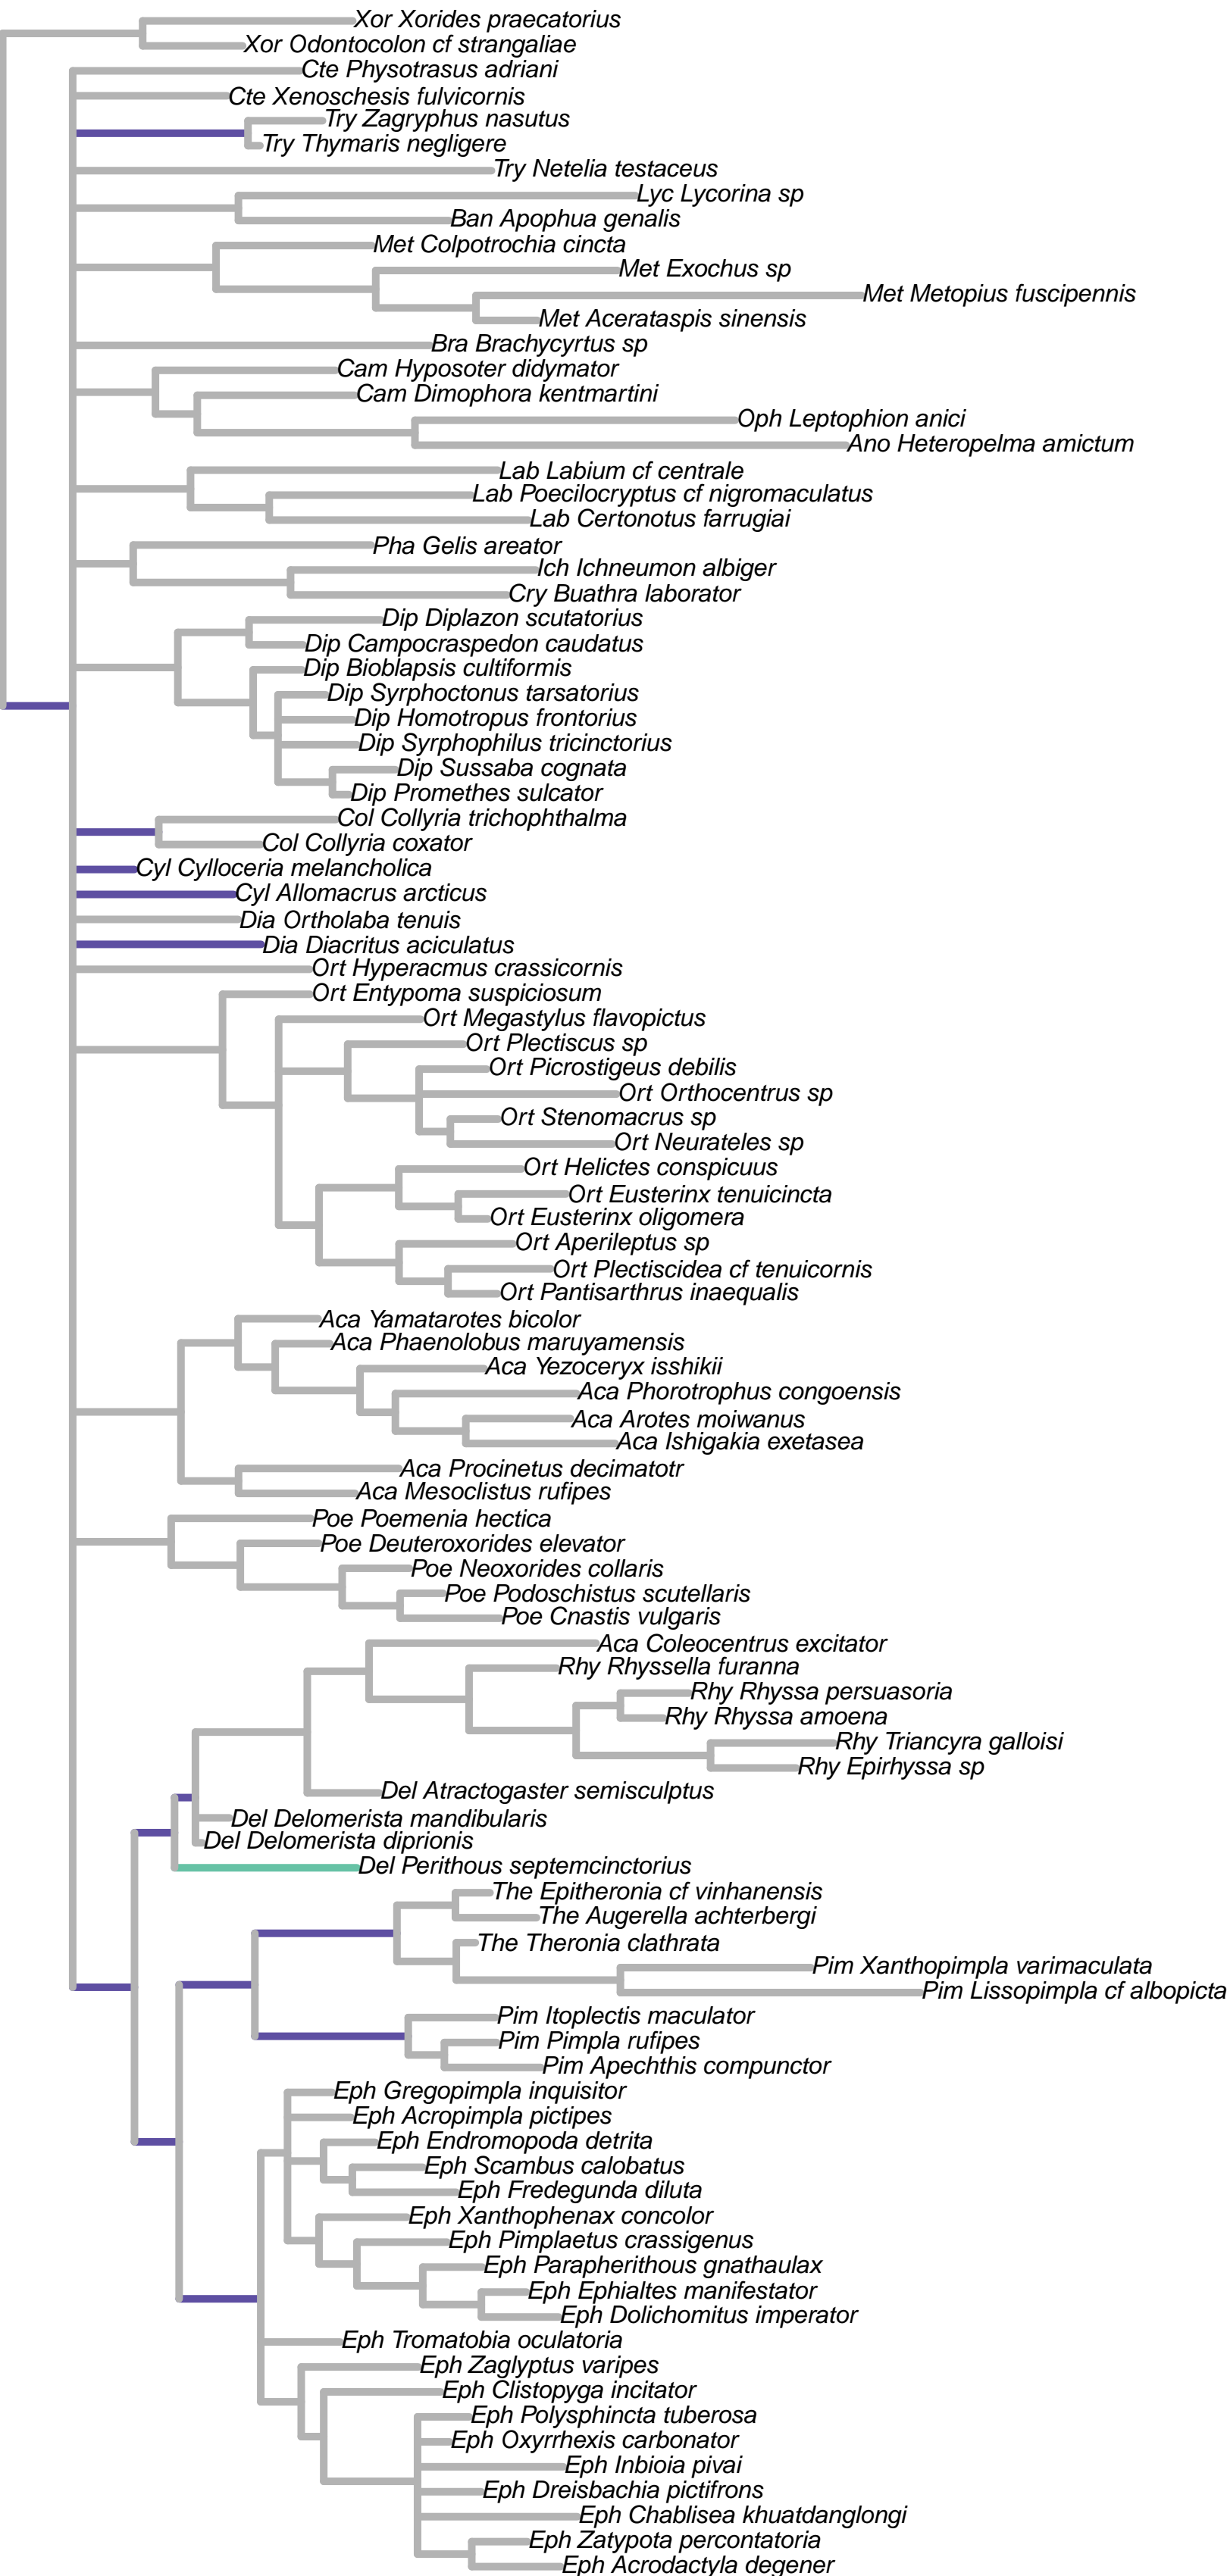 Xor Xorides praecatorius
Xor Odontocolon cf strangaliae
Cte Physotrasus adriani
Cte Xenoschesis fulvicornis
Try Zagryphus nasutus
Try Thymaris negligere
Try Netelia testaceus
Lyc Lycorina sp
Ban Apophua genalis
Met Colpotrochia cincta
Met Exochus sp
Met Metopius fuscipennis
Met Acerataspis sinensis
Bra Brachycyrtus sp
Cam Hyposoter didymator
Cam Dimophora kentmartini
Oph Leptophion anici
Ano Heteropelma amictum
Lab Labium cf centrale
Lab Poecilocryptus cf nigromaculatus
Lab Certonotus farrugiai
Pha Gelis areator
Ich Ichneumon albiger
Cry Buathra laborator
Dip Diplazon scutatorius
Dip Campocraspedon caudatus
Dip Bioblapsis cultiformis
Dip Syrphoctonus tarsatorius
Dip Homotropus frontorius
Dip Syrphophilus tricinctorius
Dip Sussaba cognata
Dip Promethes sulcator
Col Collyria trichophthalma
Col Collyria coxator
Cyl Cylloceria melancholica
Cyl Allomacrus arcticus
Dia Ortholaba tenuis
Dia Diacritus aciculatus
Ort Hyperacmus crassicornis
Ort Entypoma suspiciosum
Ort Megastylus flavopictus
Ort Plectiscus sp
Ort Picrostigeus debilis
Ort Orthocentrus sp
Ort Stenomacrus sp
Ort Neurateles sp
Ort Helictes conspicuus
Ort Eusterinx tenuicincta
Ort Eusterinx oligomera
Ort Aperileptus sp
Ort Plectiscidea cf tenuicornis
Ort Pantisarthrus inaequalis
Aca Yamatarotes bicolor
Aca Phaenolobus maruyamensis
Aca Yezoceryx isshikii
Aca Phorotrophus congoensis
Aca Arotes moiwanus
Aca Ishigakia exetasea
Aca Procinetus decimatotr
Aca Mesoclistus rufipes
Poe Poemenia hectica
Poe Deuteroxorides elevator
Poe Neoxorides collaris
Poe Podoschistus scutellaris
Poe Cnastis vulgaris
Aca Coleocentrus excitator
Rhy Rhyssella furanna
Rhy Rhyssa persuasoria
Rhy Rhyssa amoena
Rhy Triancyra galloisi
Rhy Epirhyssa sp
Del Atractogaster semisculptus
Del Delomerista mandibularis
Del Delomerista diprionis
Del Perithous septemcinctorius
The Epitheronia cf vinhanensis
The Augerella achterbergi
The Theronia clathrata
Pim Xanthopimpla varimaculata
Pim Lissopimpla cf albopicta
Pim Itoplectis maculator
Pim Pimpla rufipes
Pim Apechthis compunctor
Eph Gregopimpla inquisitor
Eph Acropimpla pictipes
Eph Endromopoda detrita
Eph Scambus calobatus
Eph Fredegunda diluta
Eph Xanthophenax concolor
Eph Pimplaetus crassigenus
Eph Parapherithous gnathaulax
Eph Ephialtes manifestator
Eph Dolichomitus imperator
Eph Tromatobia oculatoria
Eph Zaglyptus varipes
Eph Clistopyga incitator
Eph Polysphincta tuberosa
Eph Oxyrrhexis carbonator
Eph Inbioia pivai
Eph Dreisbachia pictifrons
Eph Chablisea khuatdanglongi
Eph Zatypota percontatoria
Eph Acrodactyla degener